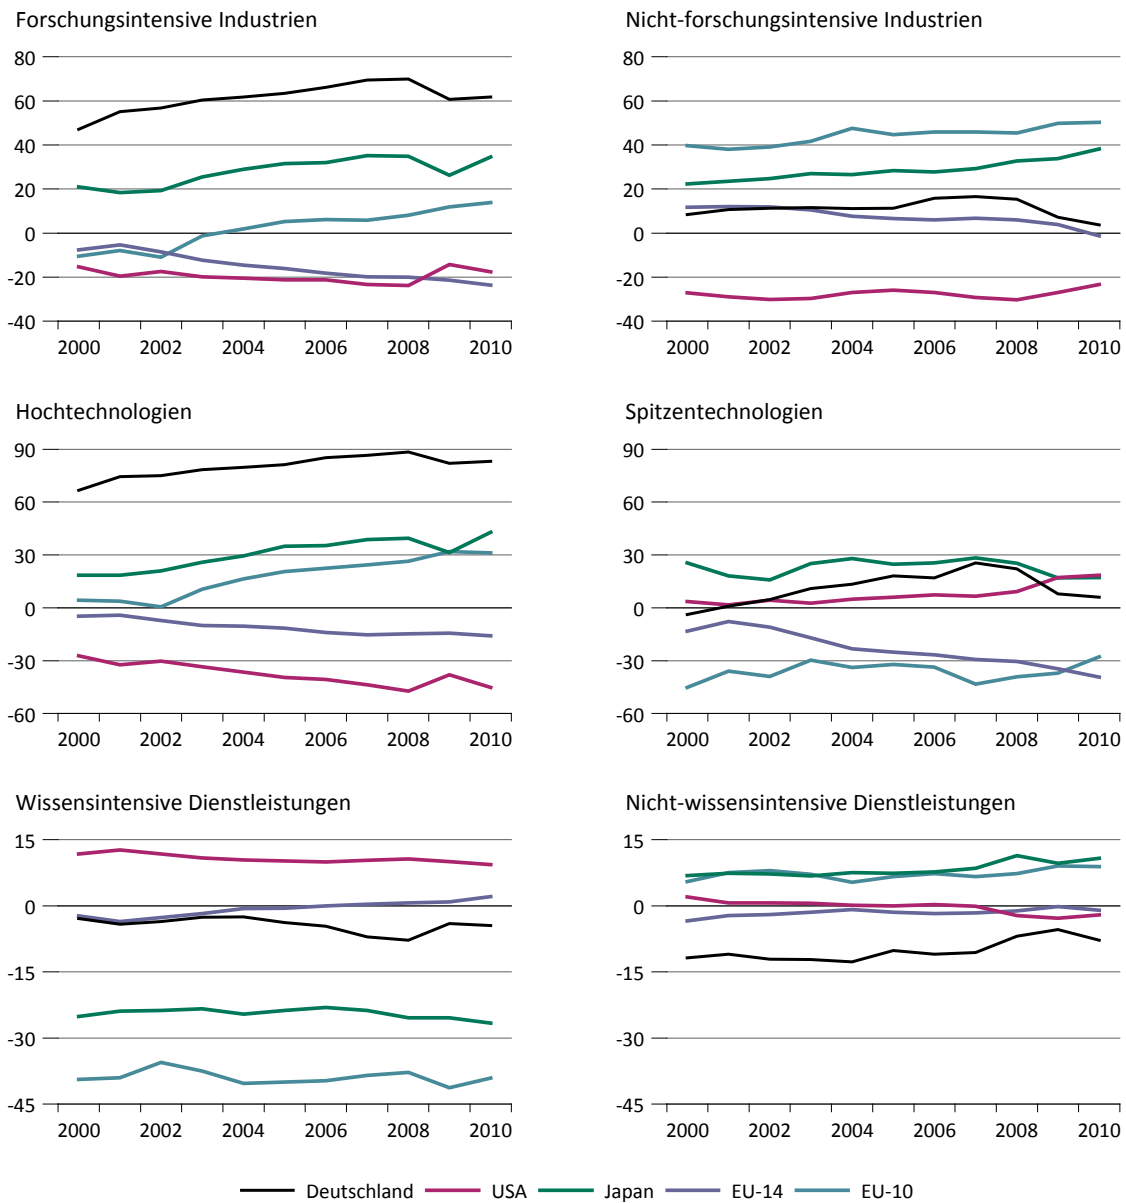 Forschungsintensive Industrien
80
60
40
20
0
-20
-40
2000 2002 2004 2006 2008 2010
Nicht-forschungsintensive Industrien
80
60
40
20
0
-20
-40
2000 2002 2004 2006 2008 2010
Hochtechnologien
90
60
30
0
-30
-60
2000 2002 2004 2006 2008 2010
Spitzentechnologien
90
60
30
0
-30
-60
2000 2002 2004 2006 2008 2010
Wissensintensive Dienstleistungen
15
0
-15
-30
-45
2000 2002 2004 2006 2008 2010
Nicht-wissensintensive Dienstleistungen
15
0
-15
-30
-45
2000 2002 2004 2006 2008 2010
Deutschland USA Japan EU-14 EU-10